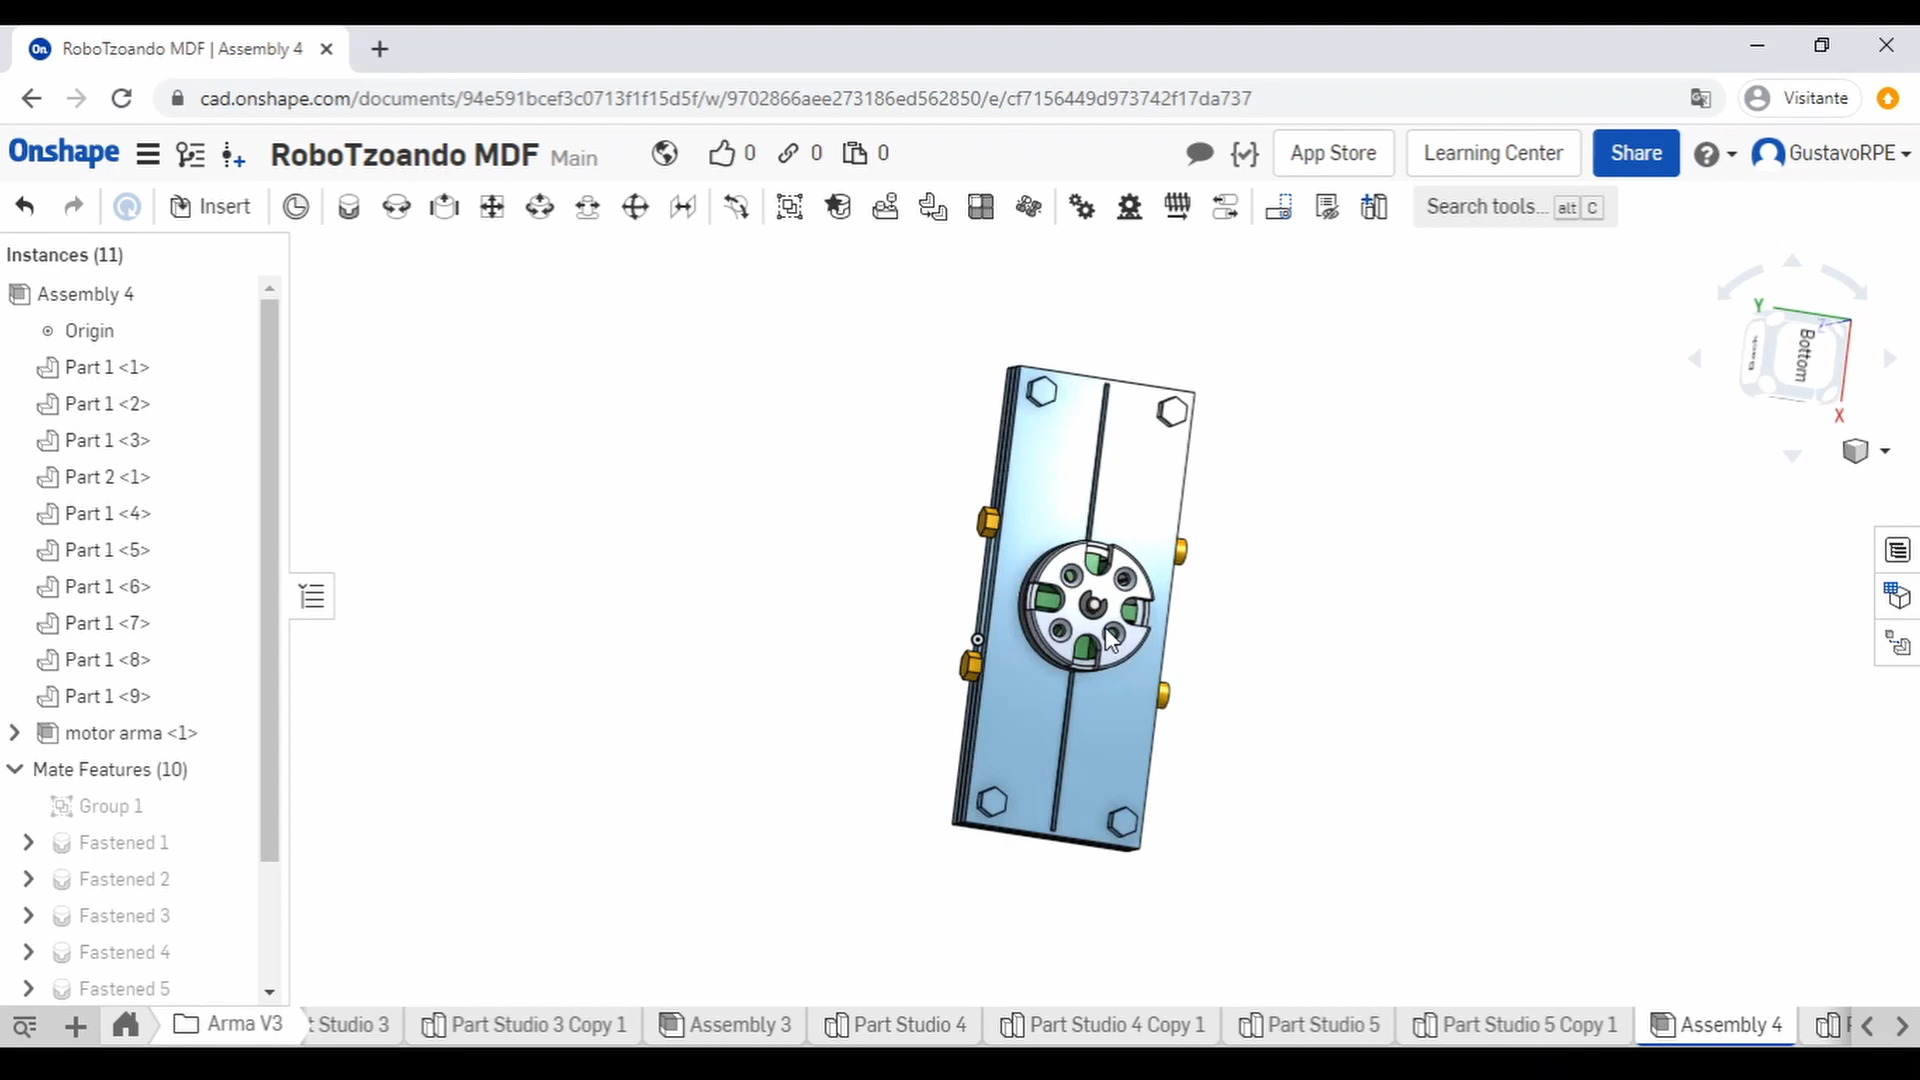 On RoboTzoando MDF | Assembly 4
cad.onshape.com/documents/94e591bcef3c0713f1f15d5f/w/9702866aee273186ed562850/e/cf7156449d973742f17da737
Visitante
Onshape
RoboTzoando MDF Main
0 0 0
App Store
Learning Center
Share
GustavoRPE
Insert
Search tools... alt C
Instances (11)
Assembly 4
Origin
Part 1 <1>
Part 1 <2>
Part 1 <3>
Part 2 <1>
Part 1 <4>
Part 1 <5>
Part 1 <6>
Part 1 <7>
Part 1 <8>
Part 1 <9>
motor arma <1>
Mate Features (10)
Group 1
Fastened 1
Fastened 2
Fastened 3
Fastened 4
Fastened 5
Y
Z
Back
Bottom
X
Arma V3
t Studio 3
Part Studio 3 Copy 1
Assembly 3
Part Studio 4
Part Studio 4 Copy 1
Part Studio 5
Part Studio 5 Copy 1
Assembly 4